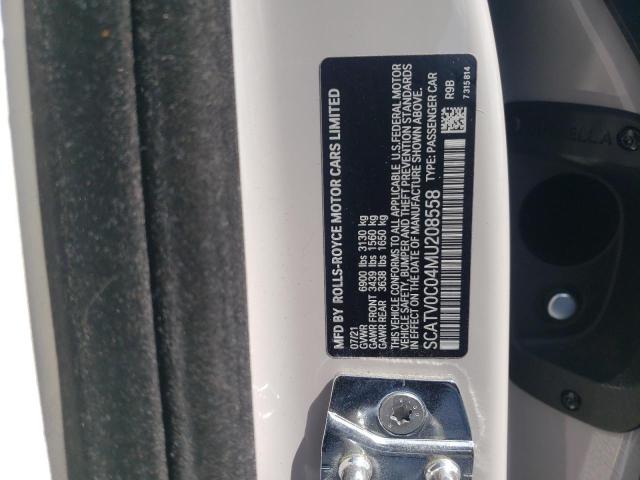 MFD BY ROLLS-ROYCE MOTOR CARS LIMITED
07/21
GVWR 6900 lbs 3130 kg
GAWR FRONT 3439 lbs 1560 kg
GAWR REAR 3638 lbs 1650 kg
THIS VEHICLE CONFORMS TO ALL APPLICABLE U.S. FEDERAL MOTOR
VEHICLE SAFETY, BUMPER AND THEFT PREVENTION STANDARDS
IN EFFECT ON THE DATE OF MANUFACTURE SHOWN ABOVE.
SCATV0C04MU208558 TYPE: PASSENGER CAR
R9B
7315814